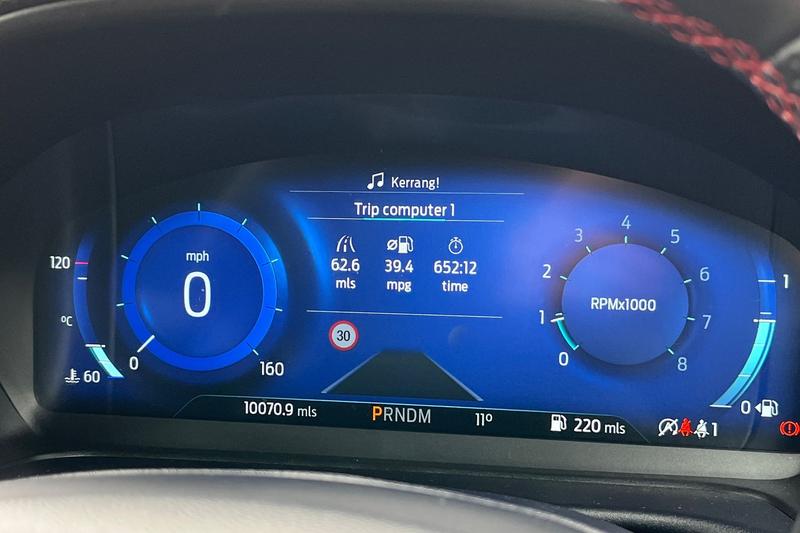 Kerrang!
Trip computer 1
62.6 39.4 652:12
mls mpg time
120
°C
60
mph
0
0 160
30
0 1 2 3 4 5 6 7 8
RPMx1000
1
0
10070.9 mls PRNDM 11° 220 mls 1